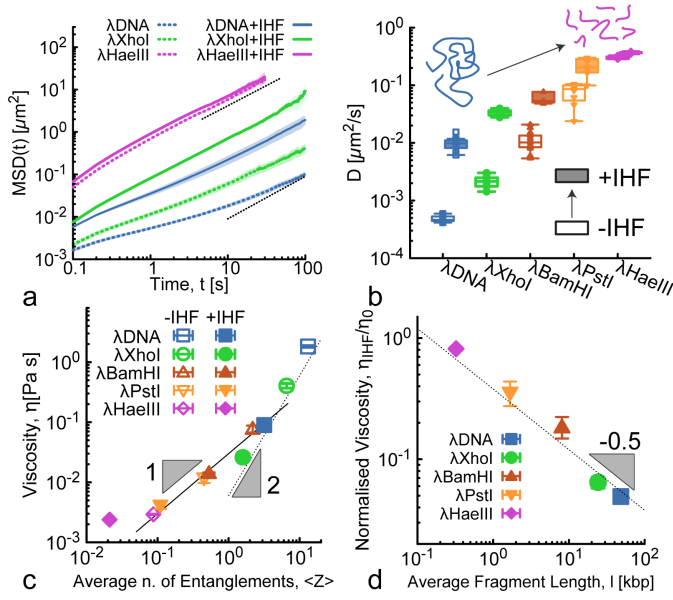 λDNA λDNA+IHF
λXhoI λXhoI+IHF
λHaeIII λHaeIII+IHF
MSD(t) [μm²]
10²
10¹
10⁰
10⁻¹
10⁻²
10⁻³
0.1 1 10 100
Time, t [s]
a
D [μm²/s]
10⁰
10⁻¹
10⁻²
10⁻³
10⁻⁴
+IHF
-IHF
λDNA λXhoI λBamHI λPstI λHaeIII
b
-IHF +IHF
λDNA
λXhoI
λBamHI
λPstI
λHaeIII
Viscosity, η[Pa s]
10¹
10⁰
10⁻¹
10⁻²
10⁻³
1
2
10⁻² 10⁻¹ 10⁰ 10¹
Average n. of Entanglements, <Z>
c
Normalised Viscosity, ηIHF/η0
10⁰
10⁻¹
-0.5
λDNA
λXhoI
λBamHI
λPstI
λHaeIII
10⁻¹ 10⁰ 10¹ 10²
Average Fragment Length, l [kbp]
d